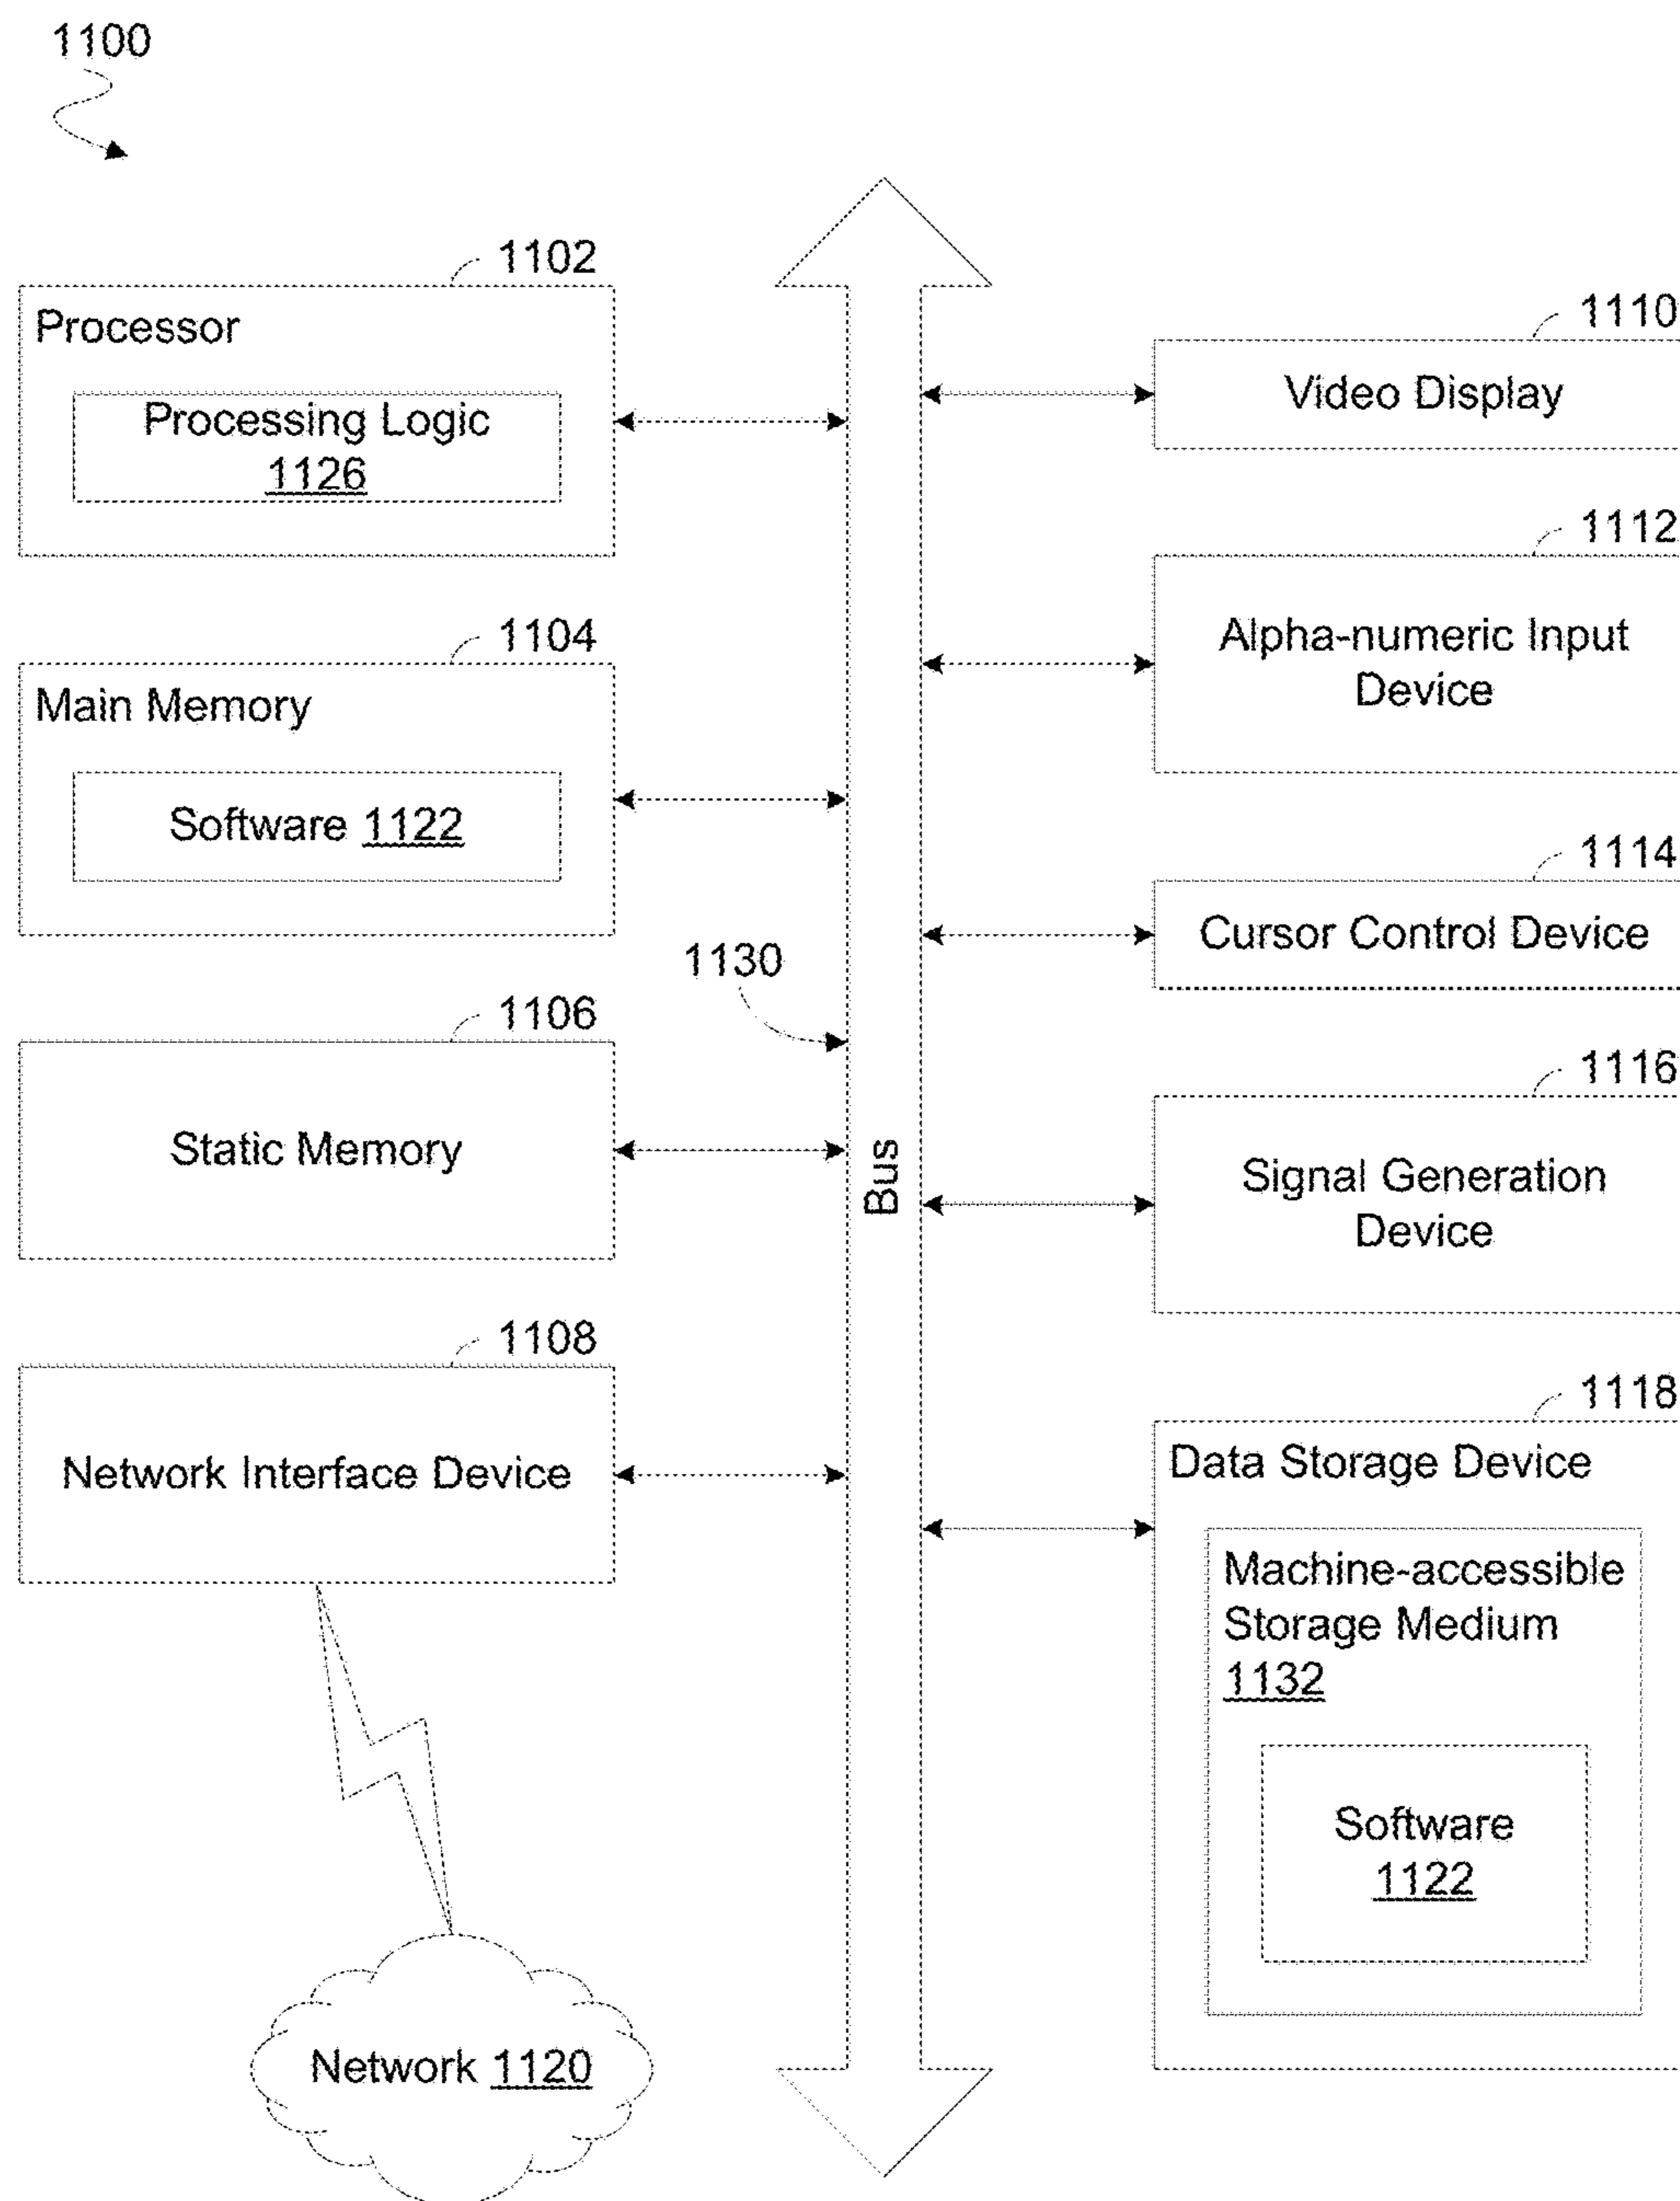 1100
1102
Processor
Processing Logic
1126
1104
Main Memory
Software 1122
1130
1106
Static Memory
1108
Network Interface Device
Network 1120
Bus
1110
Video Display
1112
Alpha-numeric Input
Device
1114
Cursor Control Device
1116
Signal Generation
Device
1118
Data Storage Device
Machine-accessible
Storage Medium
1132
Software
1122